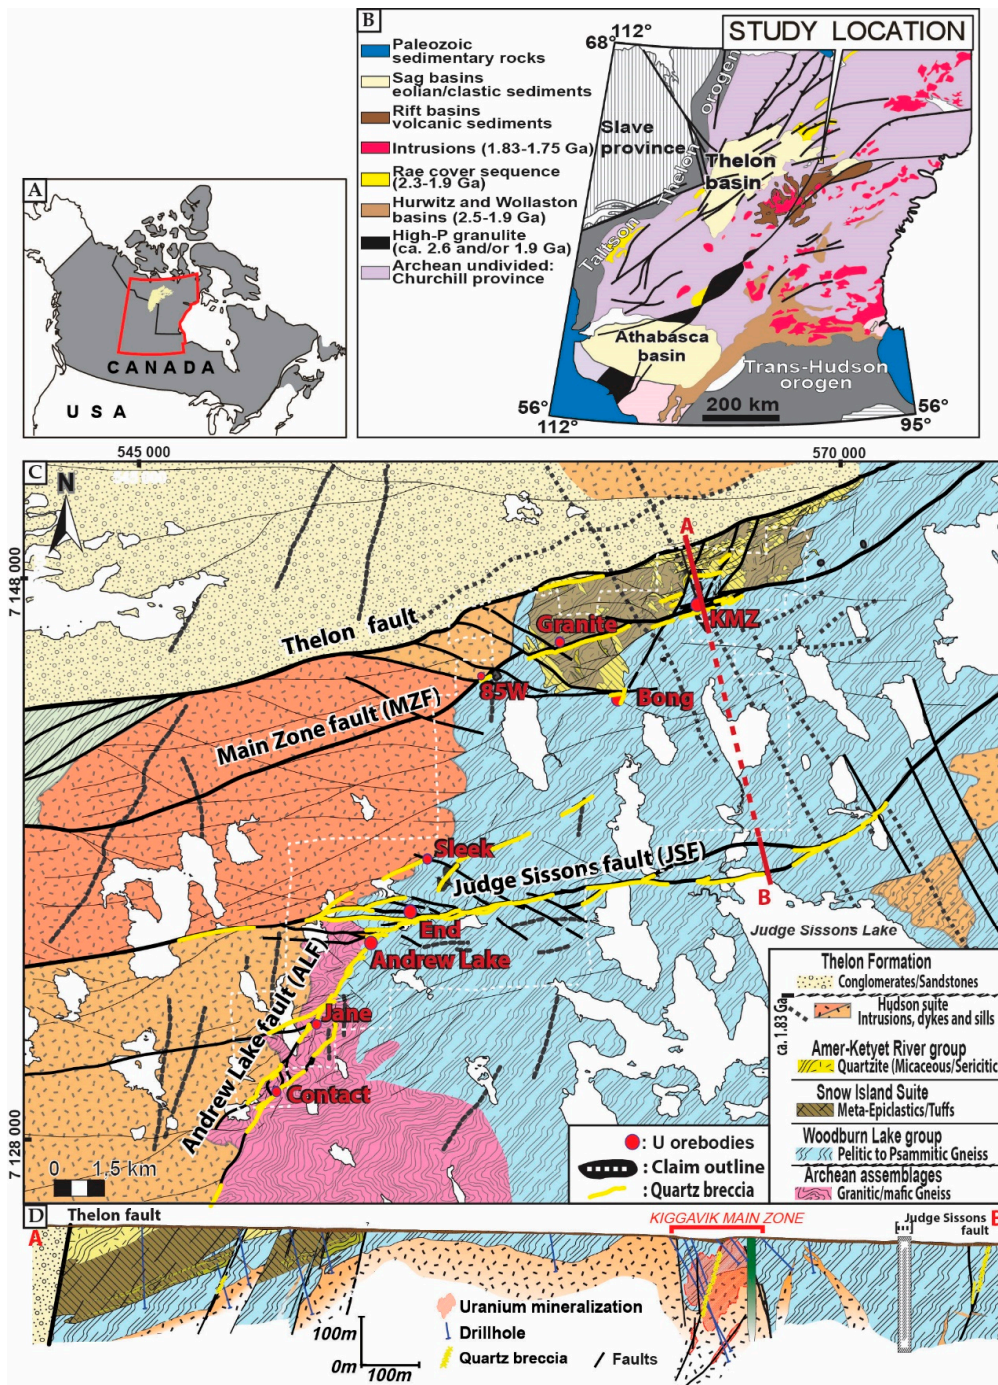 B
STUDY LOCATION
Paleozoic
sedimentary rocks
Sag basins
eolian/clastic sediments
Rift basins
volcanic sediments
Intrusions (1.83-1.75 Ga)
Rae cover sequence
(2.3-1.9 Ga)
Hurwitz and Wollaston
basins (2.5-1.9 Ga)
High-P granulite
(ca. 2.6 and/or 1.9 Ga)
Archean undivided:
Churchill province
112°
68°
Slave
province
Taltson
Thelon
orogen
Thelon
basin
Athabasca
basin
Trans-Hudson
orogen
200 km
56°
112°
56°
95°
A
CANADA
USA
545 000
570 000
C
N
7 148 000
7 128 000
A
KMZ
Granite
Thelon fault
85W
Bong
Main Zone fault (MZF)
Sleek
Judge Sissons fault (JSF)
B
End
Andrew Lake
Judge Sissons Lake
Andrew Lake fault (ALF)
Jane
Contact
0 1.5 km
: U orebodies
: Claim outline
: Quartz breccia
Thelon Formation
Conglomerates/Sandstones
ca. 1.83 Ga
Hudson suite
Intrusions, dykes and sills
Amer-Ketyet River group
Quartzite (Micaceous/Sericitic
Snow Island Suite
Meta-Epiclastics/Tuffs
Woodburn Lake group
Pelitic to Psammitic Gneiss
Archean assemblages
Granitic/mafic Gneiss
D
Thelon fault
A
KIGGAVIK MAIN ZONE
Judge Sissons
fault
B
Uranium mineralization
Drillhole
Quartz breccia
Faults
100m
0m
100m